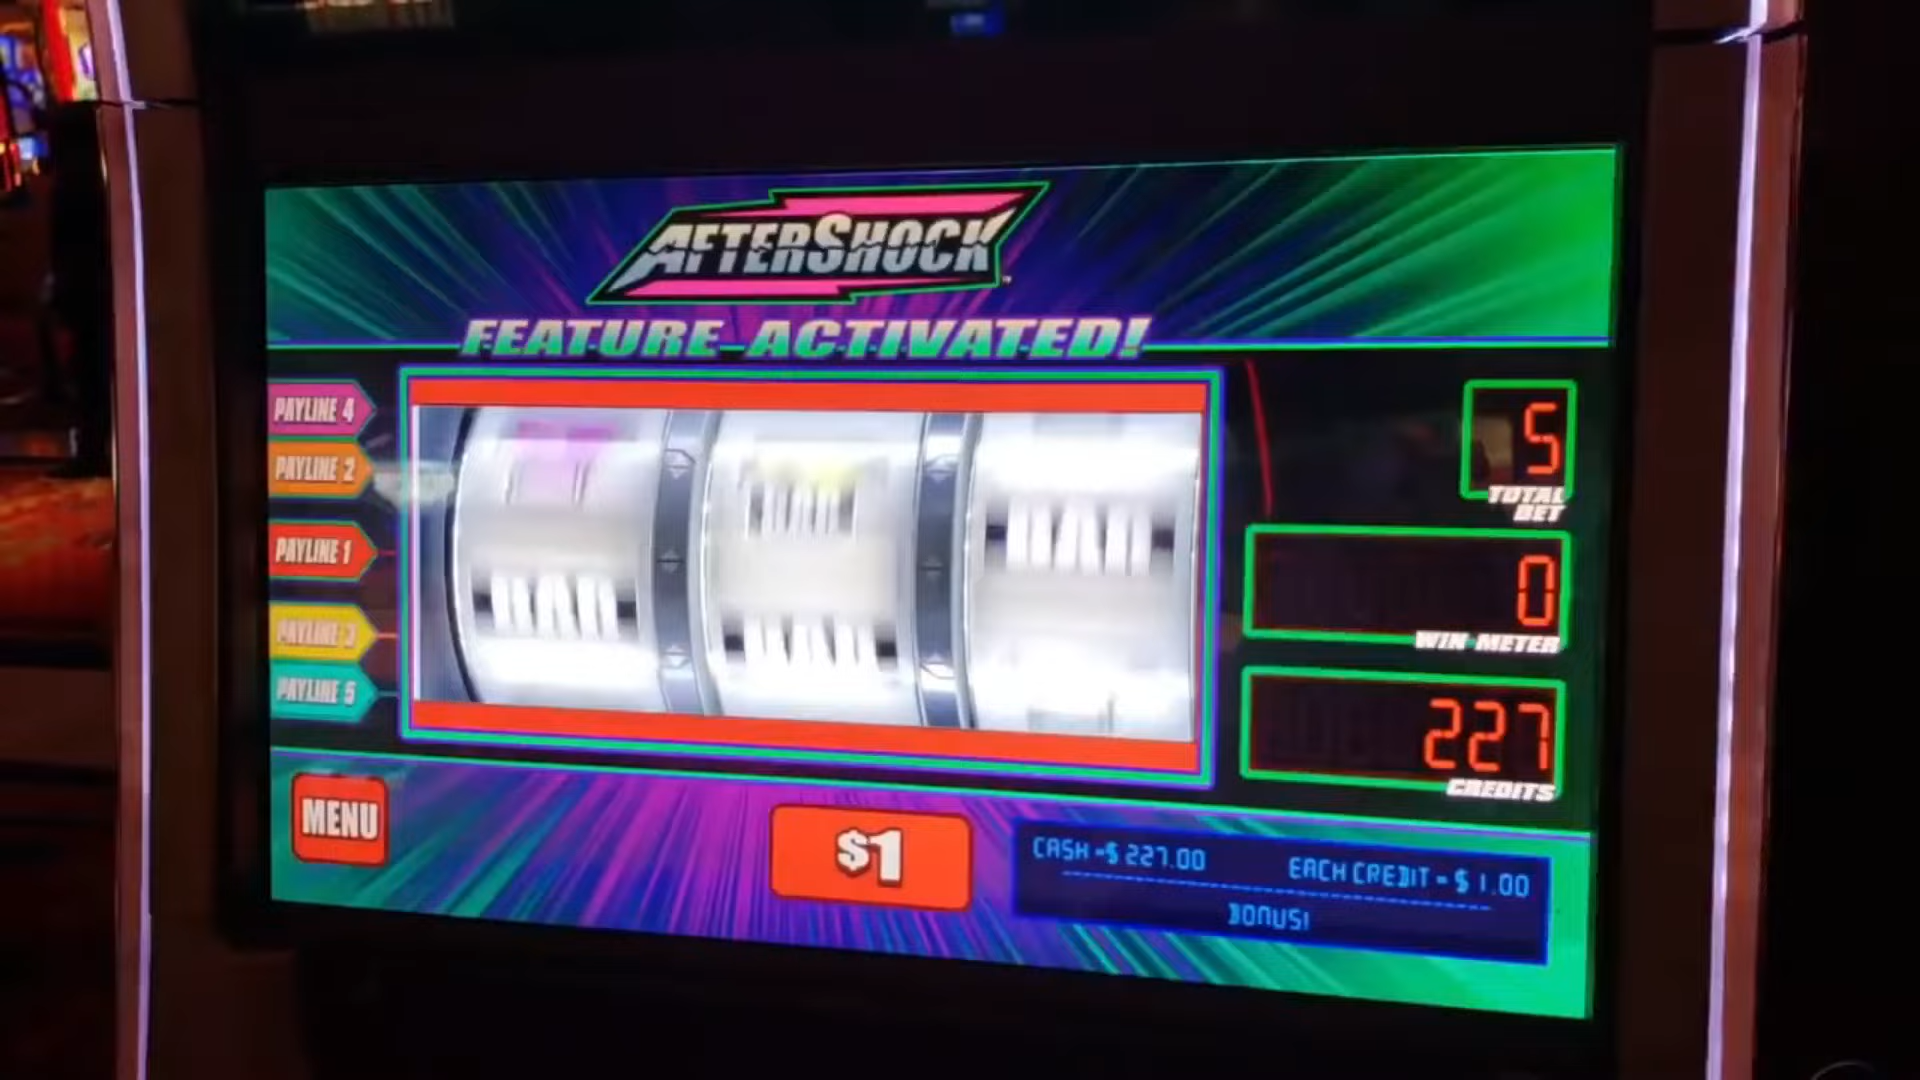 AFTERSHOCK
FEATURE ACTIVATED!
PAYLINE 4
PAYLINE 2
PAYLINE 1
PAYLINE 3
PAYLINE 5
5
TOTAL BET
0
WIN METER
227
CREDITS
MENU
$1
CASH = $ 227.00
EACH CREDIT = $ 1.00
BONUS!